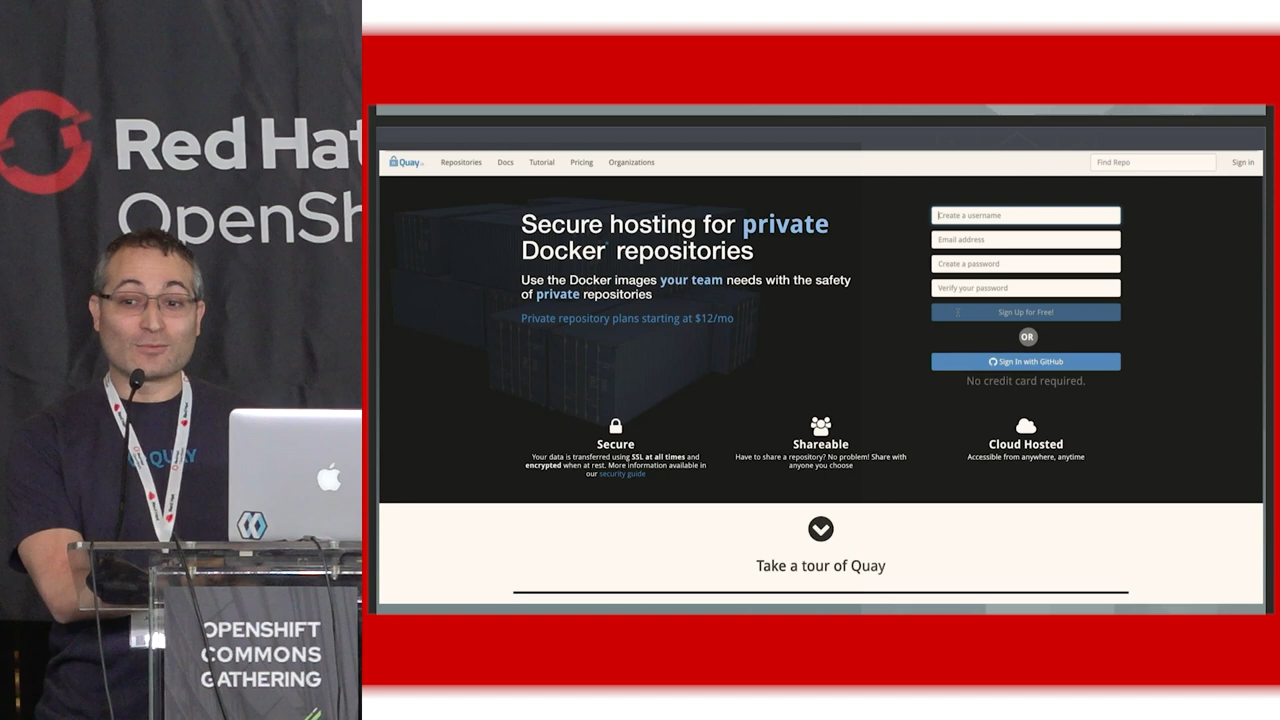 Red Hat
OpenSh
QUAY
OPENSHIFT
COMMONS
GATHERING
Quay
Repositories
Docs
Tutorial
Pricing
Organizations
Find Repo
Sign in
Secure hosting for private
Docker repositories
Use the Docker images your team needs with the safety
of private repositories
Private repository plans starting at $12/mo
Create a username
Email address
Create a password
Verify your password
Sign Up for Free!
OR
Sign In with GitHub
No credit card required.
Secure
Your data is transferred using SSL at all times and
encrypted when at rest. More information available in
our security guide
Shareable
Have to share a repository? No problem! Share with
anyone you choose
Cloud Hosted
Accessible from anywhere, anytime
Take a tour of Quay